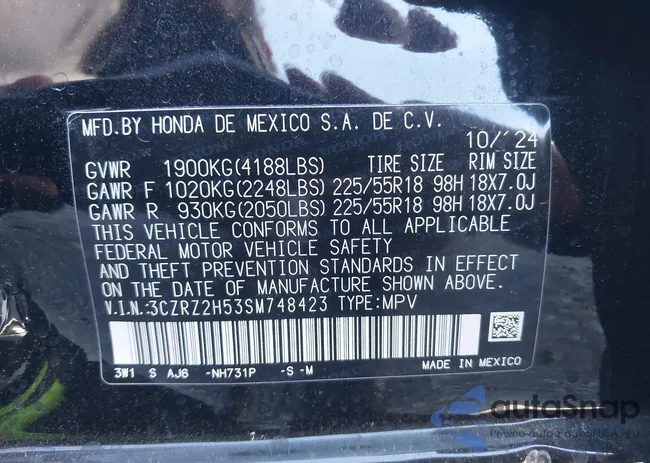 MFD.BY HONDA DE MEXICO S.A. DE C.V.
10/'24
GVWR 1900KG(4188LBS) TIRE SIZE RIM SIZE
GAWR F 1020KG(2248LBS) 225/55R18 98H 18X7.0J
GAWR R 930KG(2050LBS) 225/55R18 98H 18X7.0J
THIS VEHICLE CONFORMS TO ALL APPLICABLE
FEDERAL MOTOR VEHICLE SAFETY
AND THEFT PREVENTION STANDARDS IN EFFECT
ON THE DATE OF MANUFACTURE SHOWN ABOVE.
V.I.N.:3CZRZ2H53SM748423 TYPE:MPV
3W1 S AJ6 -NH731P -S-M
MADE IN MEXICO
autoSnap
Pewne auto z